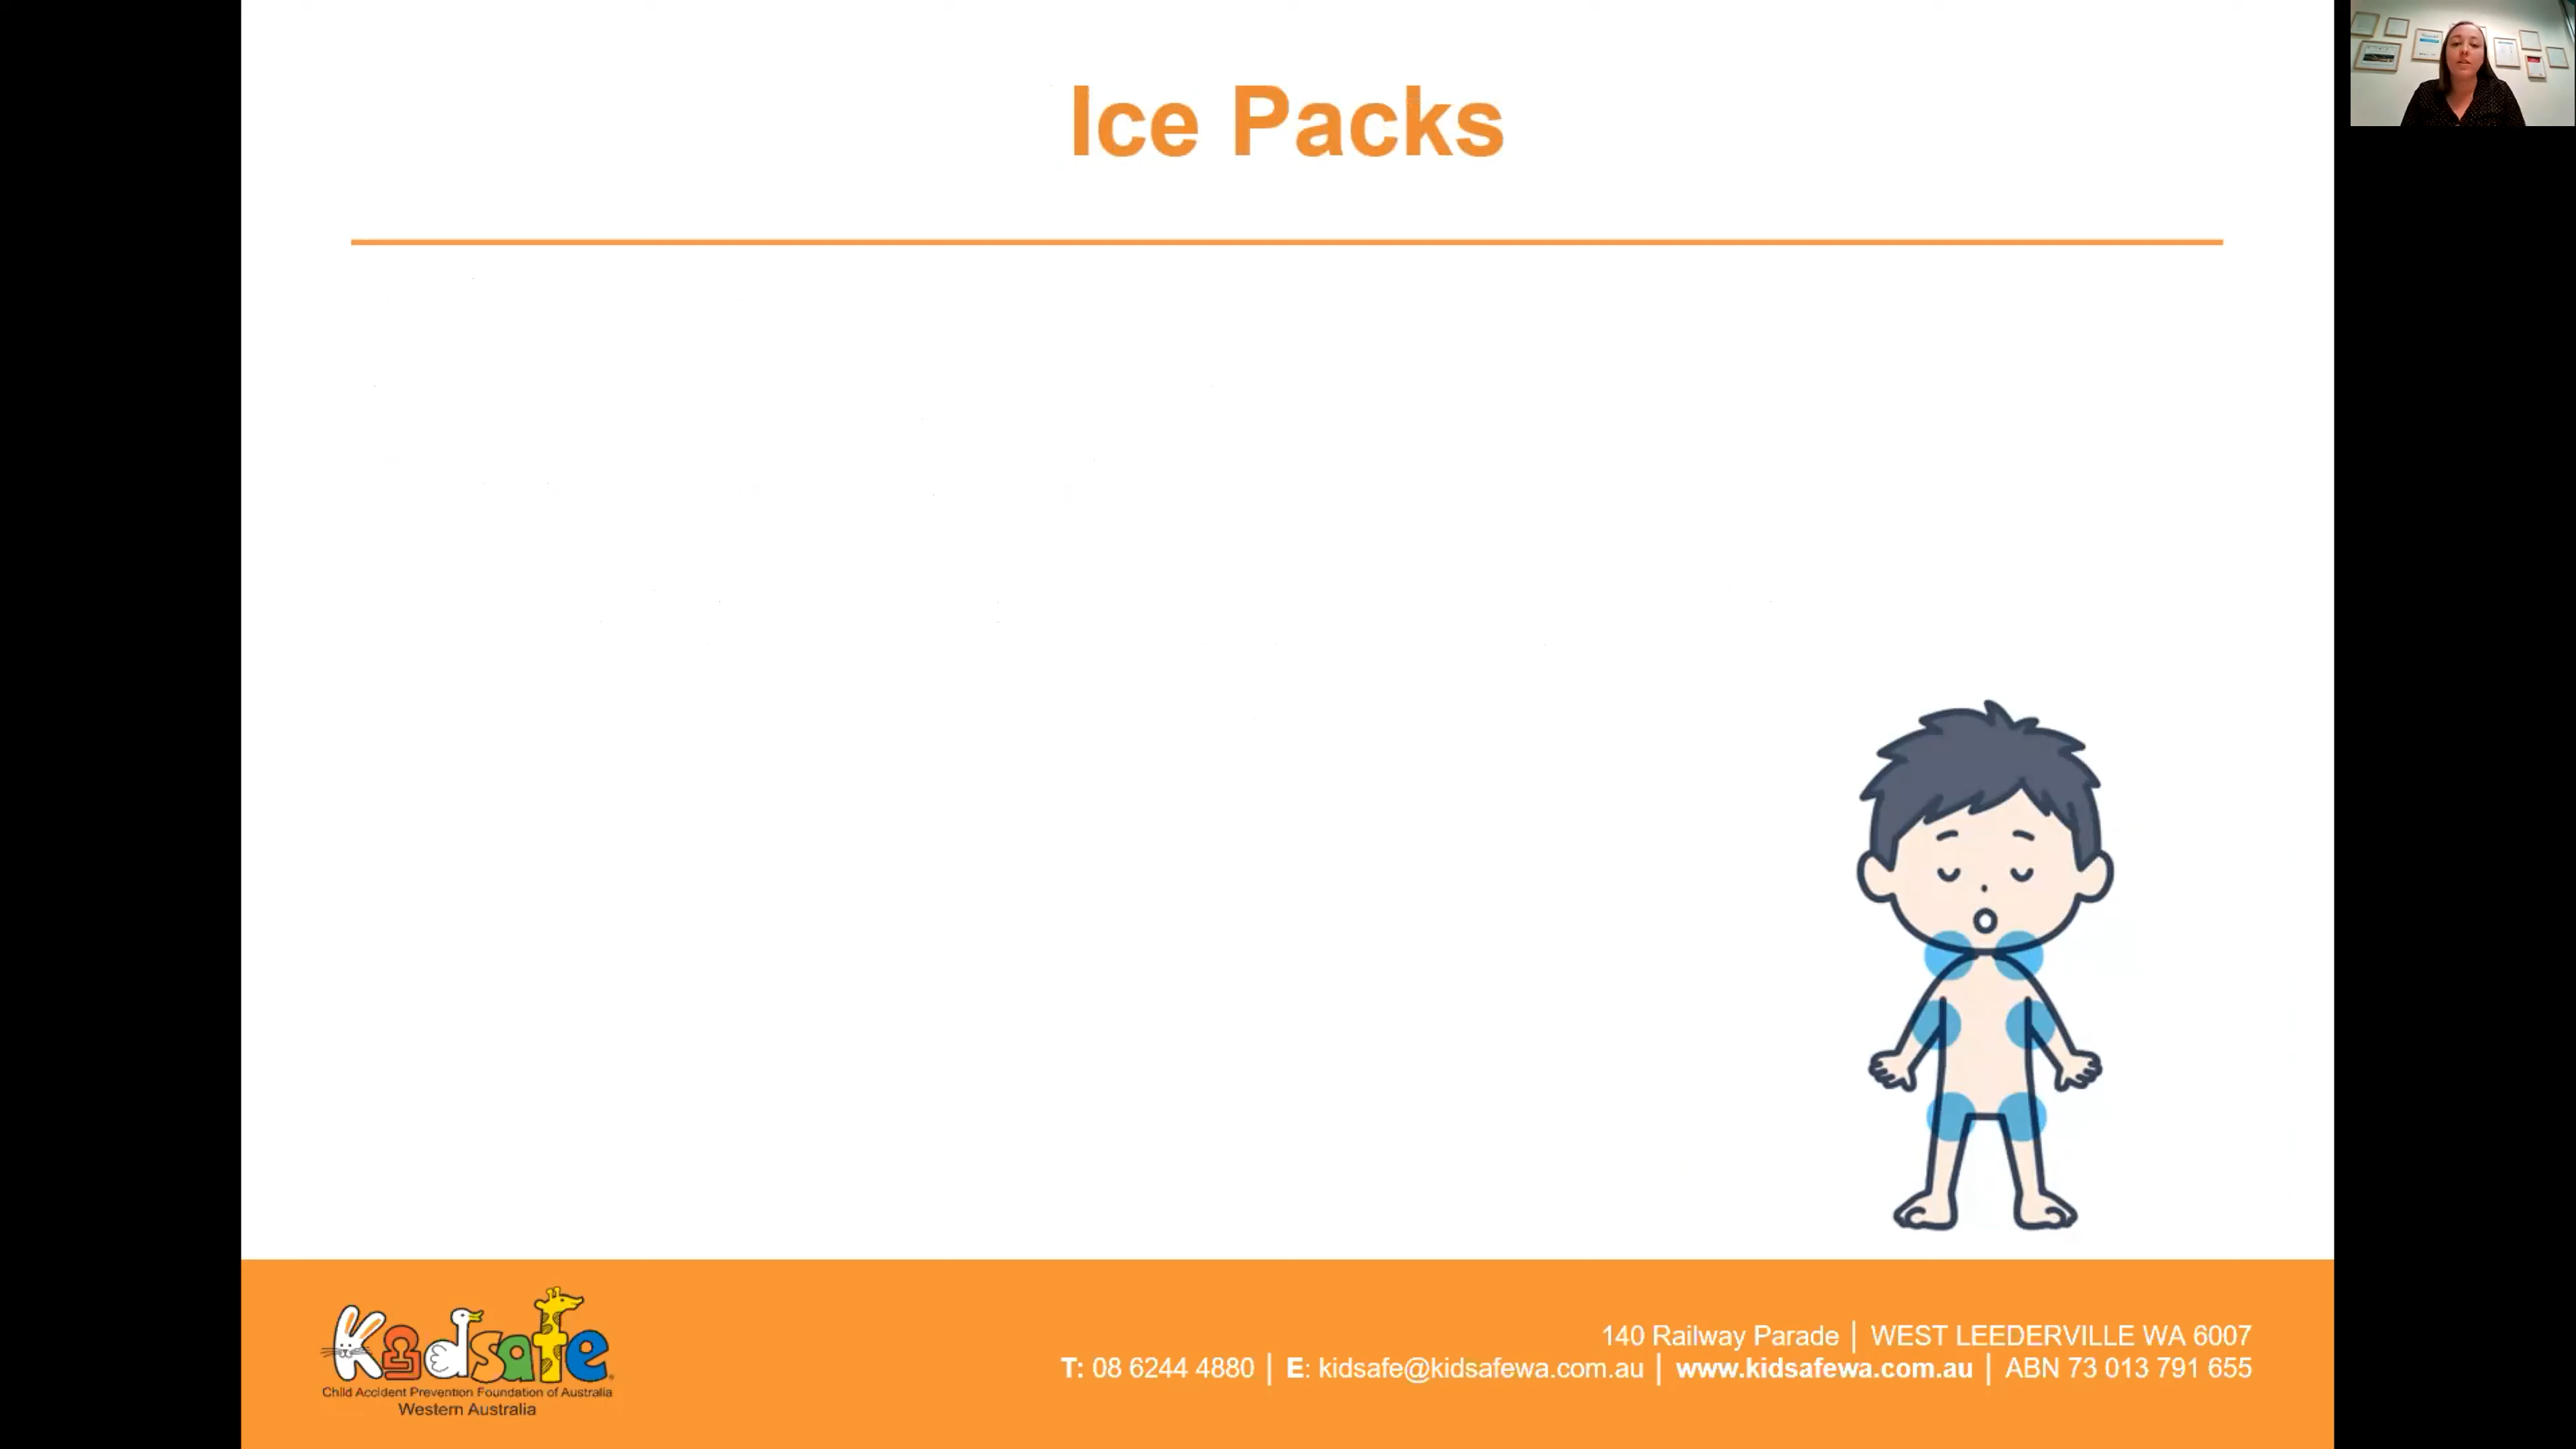 Ice Packs
Kidsafe
Child Accident Prevention Foundation of Australia
Western Australia
140 Railway Parade | WEST LEEDERVILLE WA 6007
T: 08 6244 4880 | E: kidsafe@kidsafewa.com.au | www.kidsafewa.com.au | ABN 73 013 791 655